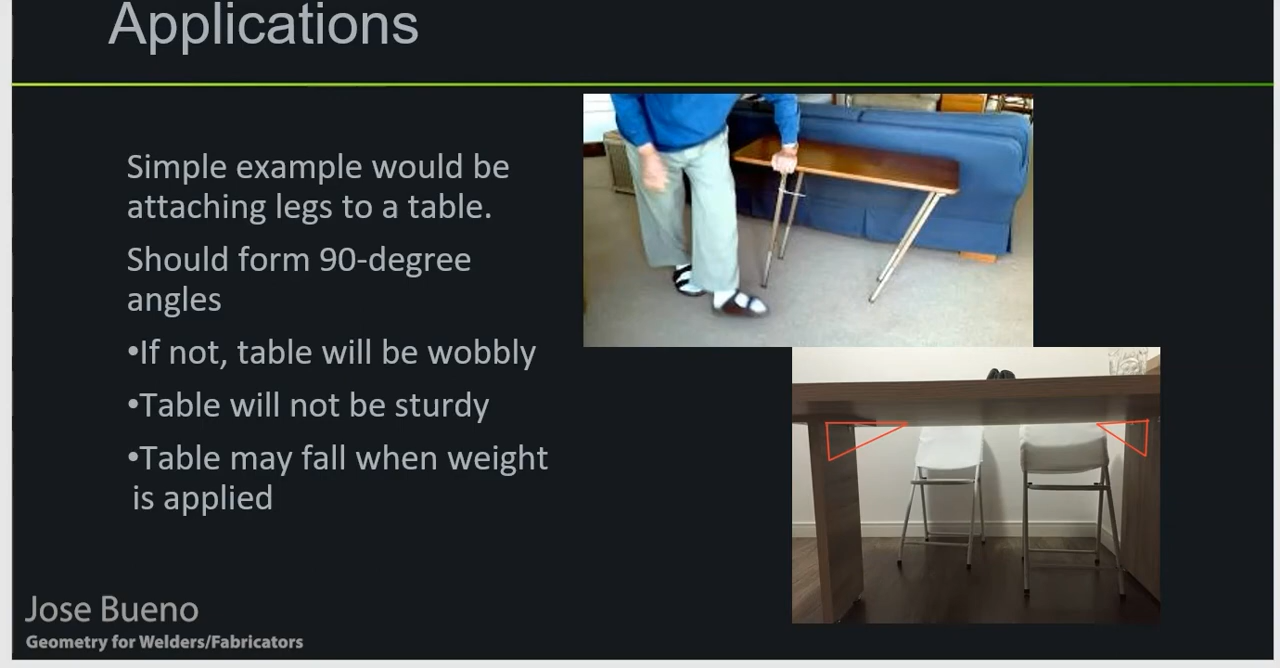 Applications
Simple example would be
attaching legs to a table.
Should form 90-degree
angles
•If not, table will be wobbly
•Table will not be sturdy
•Table may fall when weight
is applied
Jose Bueno
Geometry for Welders/Fabricators